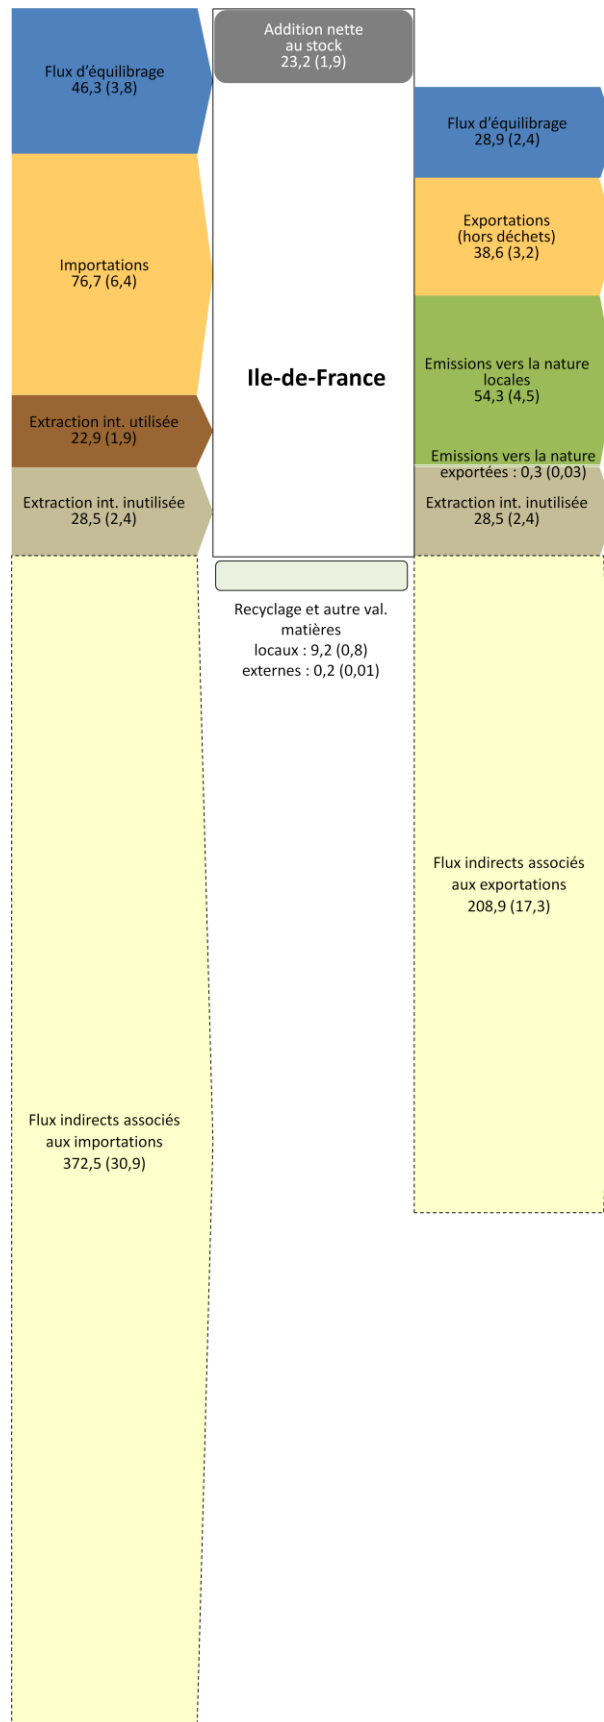 Flux d'équilibrage
46,3 (3,8)
Importations
76,7 (6,4)
Extraction int. utilisée
22,9 (1,9)
Extraction int. inutilisée
28,5 (2,4)
Flux indirects associés
aux importations
372,5 (30,9)
Addition nette
au stock
23,2 (1,9)
Ile-de-France
Recyclage et autre val.
matières
locaux : 9,2 (0,8)
externes : 0,2 (0,01)
Flux d'équilibrage
28,9 (2,4)
Exportations
(hors déchets)
38,6 (3,2)
Emissions vers la nature
locales
54,3 (4,5)
Emissions vers la nature
exportées : 0,3 (0,03)
Extraction int. inutilisée
28,5 (2,4)
Flux indirects associés
aux exportations
208,9 (17,3)